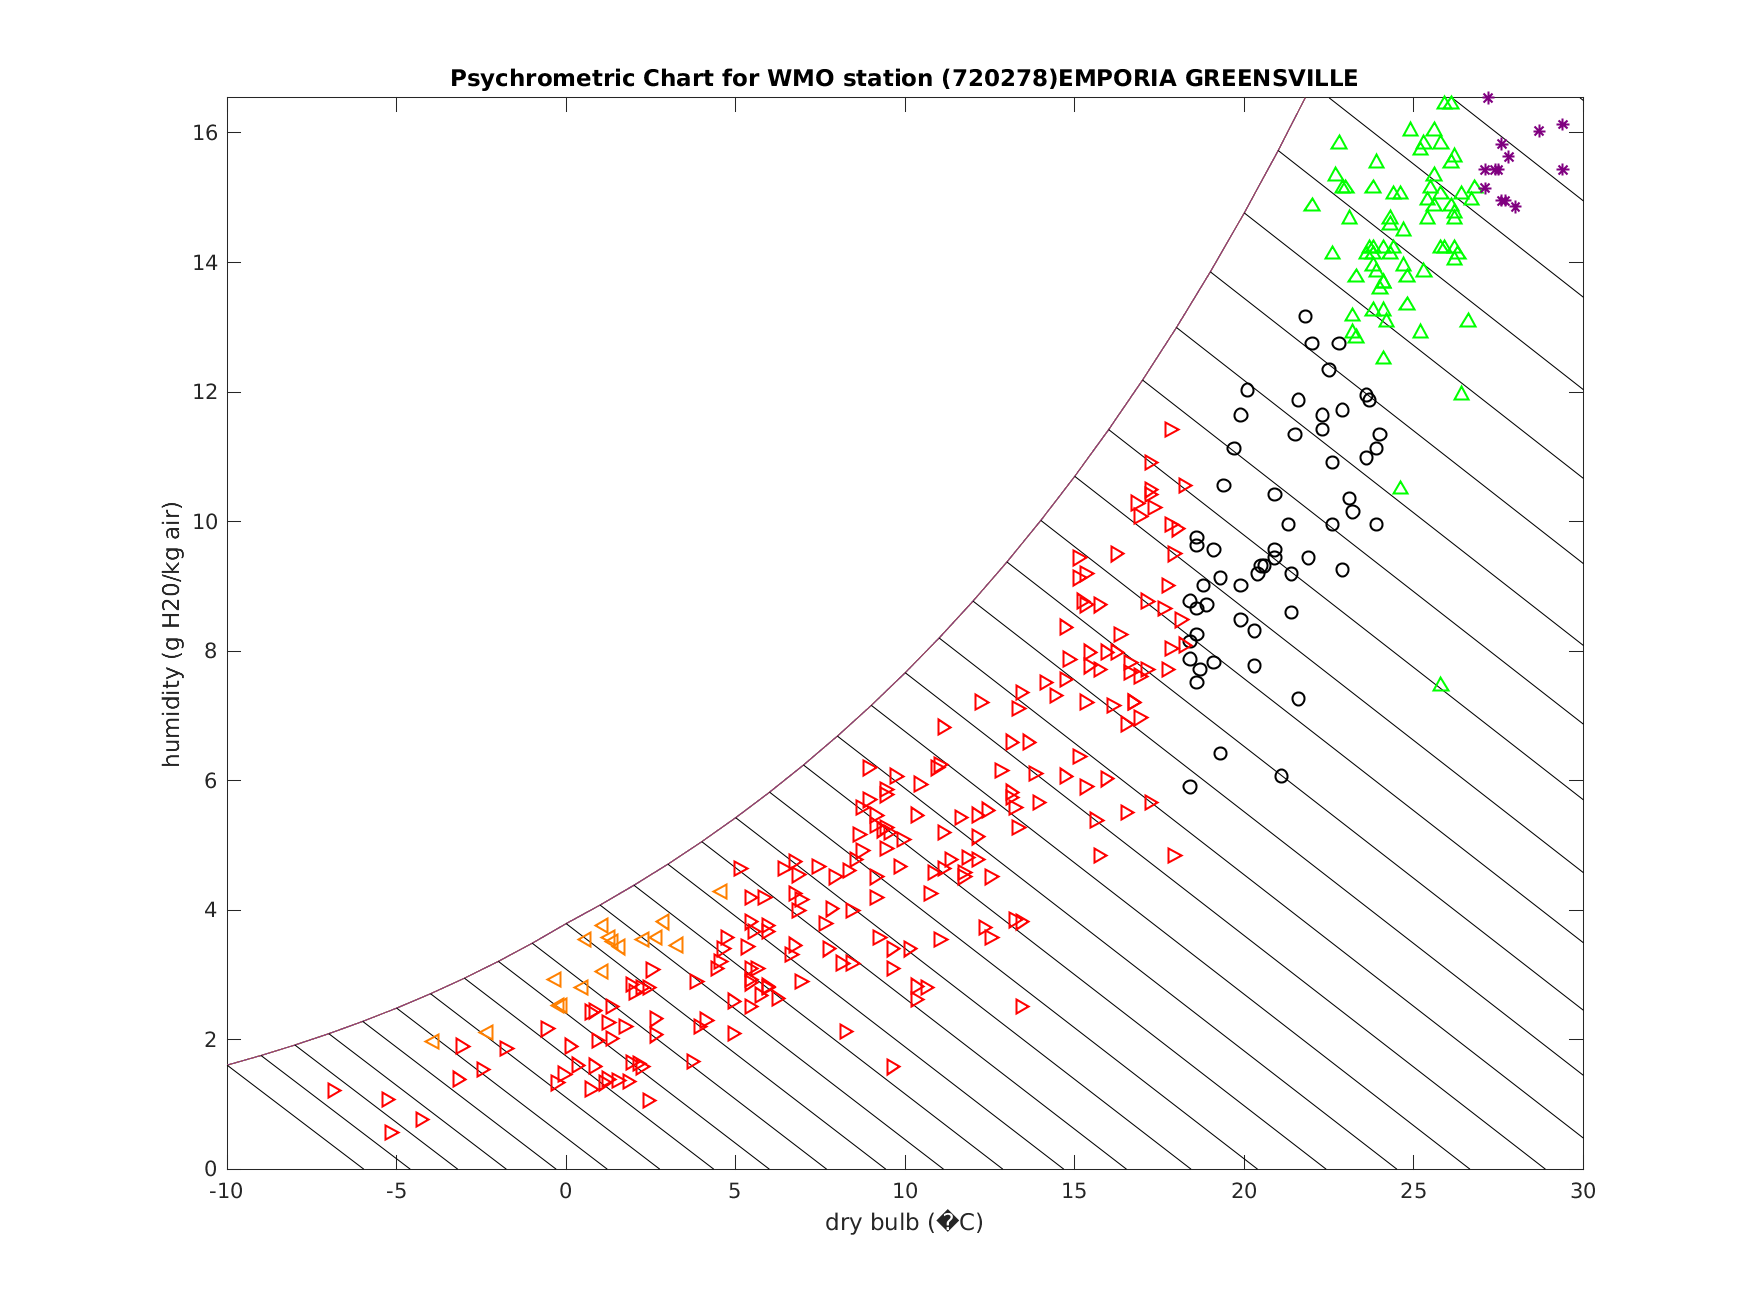 Psychrometric Chart for WMO station (720278)EMPORIA GREENSVILLE
16
14
12
10
8
6
4
2
0
humidity (g H20/kg air)
-10 -5 0 5 10 15 20 25 30
dry bulb (�C)